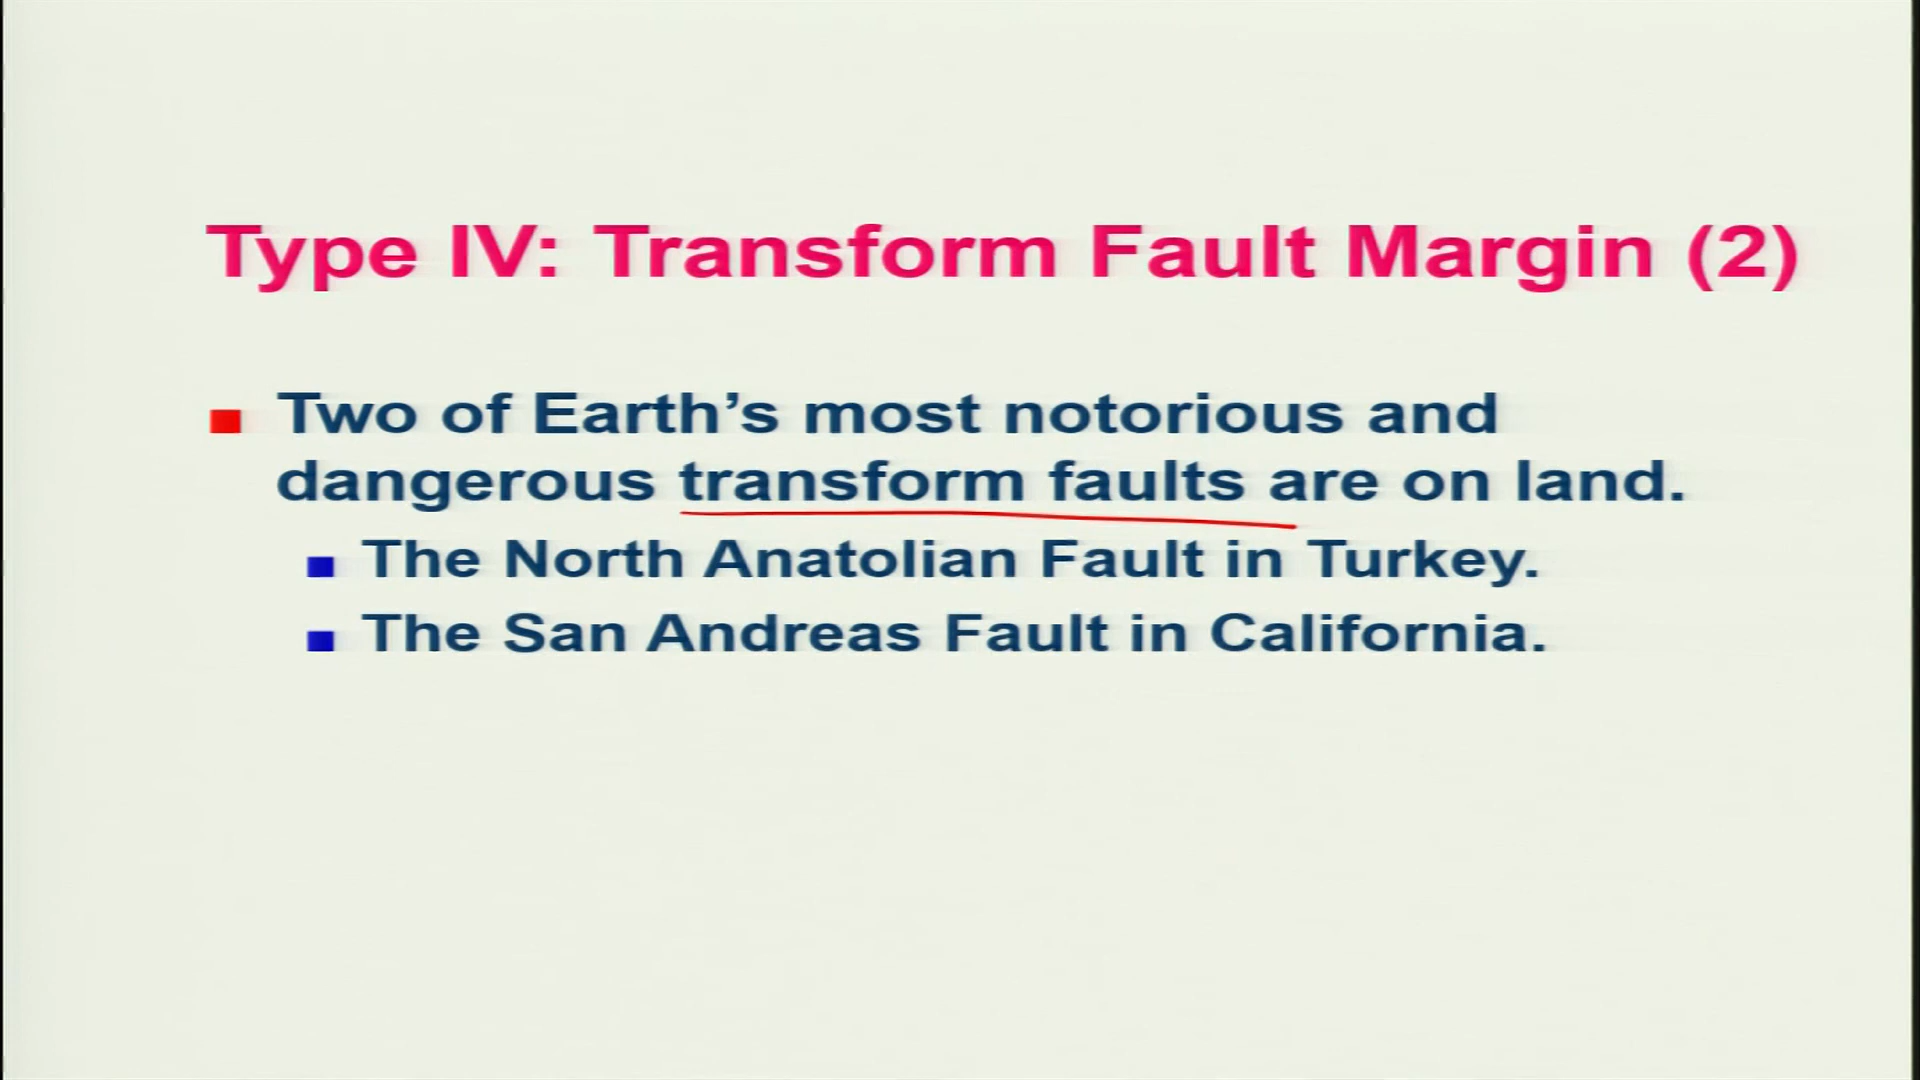 Type IV: Transform Fault Margin (2)
Two of Earth's most notorious and
dangerous transform faults are on land.
The North Anatolian Fault in Turkey.
The San Andreas Fault in California.